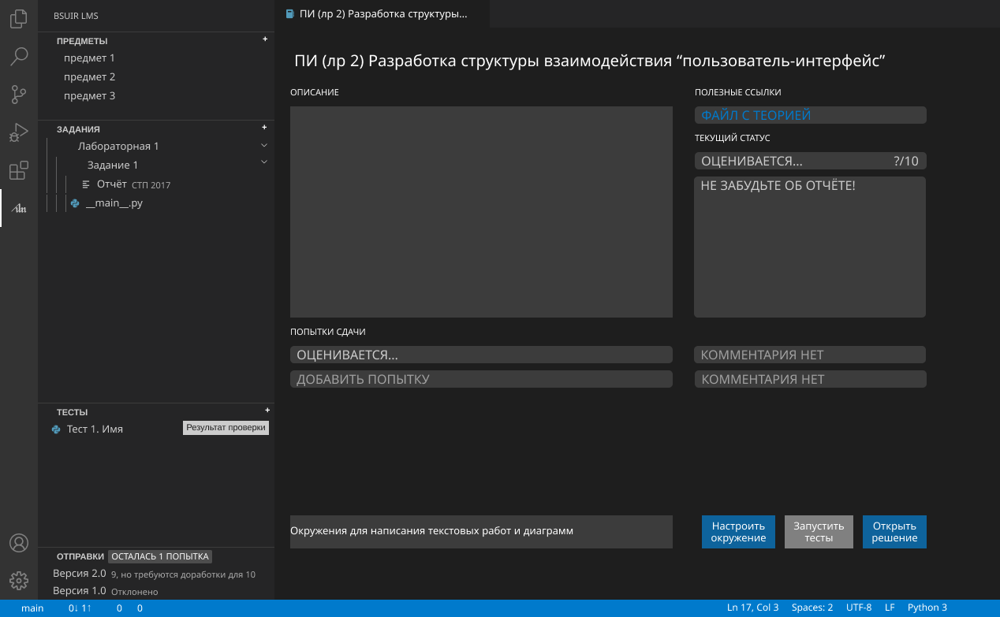 BSUIR LMS
ПРЕДМЕТЫ +
предмет 1
предмет 2
предмет 3
ЗАДАНИЯ +
Лабораторная 1
Задание 1
Отчёт СТП 2017
__main__.py
ТЕСТЫ +
Тест 1. Имя Результат проверки
ОТПРАВКИ ОСТАЛАСЬ 1 ПОПЫТКА
Версия 2.0 9, но требуются доработки для 10
Версия 1.0 Отклонено
ПИ (лр 2) Разработка структуры...
ПИ (лр 2) Разработка структуры взаимодействия “пользователь-интерфейс”
ОПИСАНИЕ
ПОЛЕЗНЫЕ ССЫЛКИ
ФАЙЛ С ТЕОРИЕЙ
ТЕКУЩИЙ СТАТУС
ОЦЕНИВАЕТСЯ... ?/10
НЕ ЗАБУДЬТЕ ОБ ОТЧЁТЕ!
ПОПЫТКИ СДАЧИ
ОЦЕНИВАЕТСЯ... КОММЕНТАРИЯ НЕТ
ДОБАВИТЬ ПОПЫТКУ КОММЕНТАРИЯ НЕТ
Окружения для написания текстовых работ и диаграмм
Настроить
окружение
Запустить
тесты
Открыть
решение
main 0↓ 1↑ 0 0 Ln 17, Col 3 Spaces: 2 UTF-8 LF Python 3